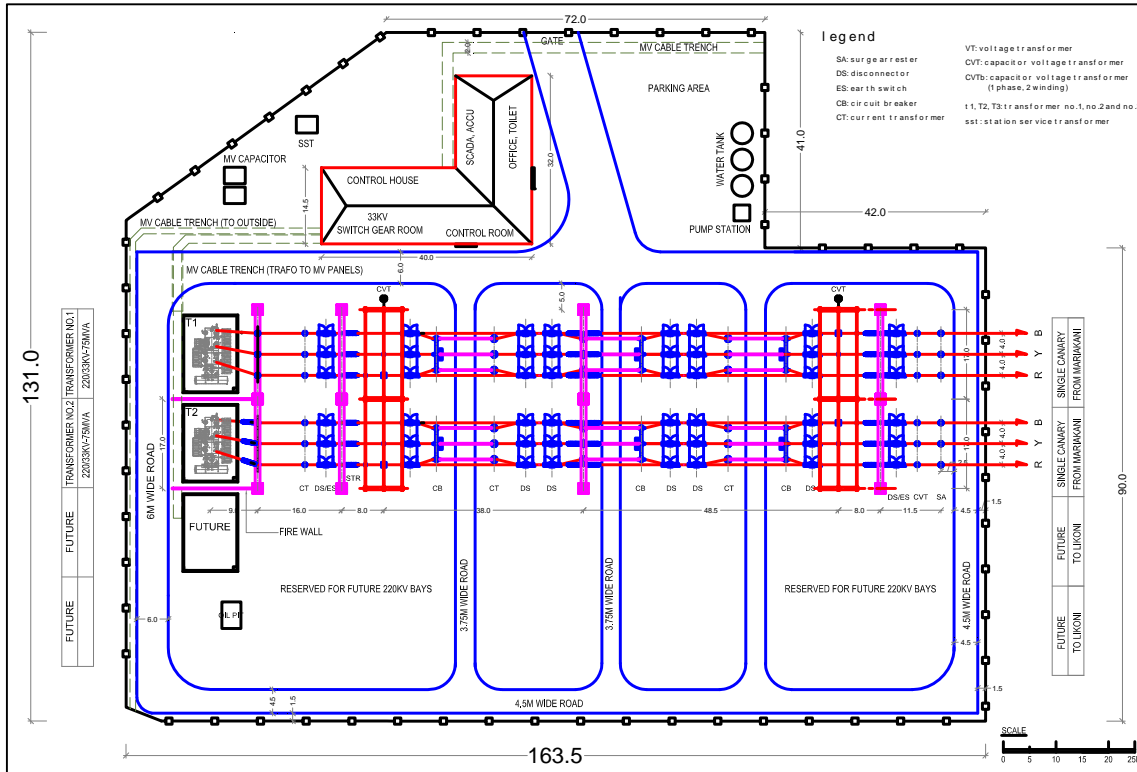 72.0
GATE
MV CABLE TRENCH
2.0
legend
SA: surge arrester
DS: disconnector
ES: earth switch
CB: circuit breaker
CT: current transformer
VT: voltage transformer
CVT: capacitor voltage transformer
CVTb: capacitor voltage transformer
(1 phase, 2 winding)
t1, T2, T3: transformer no.1, no.2 and no.
sst: station service transformer
PARKING AREA
SST
MV CAPACITOR
SCADA, ACCU
OFFICE, TOILET
32.0
WATER TANK
41.0
CONTROL HOUSE
14.5
33KV
SWITCH GEAR ROOM
CONTROL ROOM
40.0
PUMP STATION
42.0
MV CABLE TRENCH (TO OUTSIDE)
MV CABLE TRENCH (TRAFO TO MV PANELS)
6.0
5.0
CVT
CVT
131.0
90.0
TRANSFORMER NO.1
220/33KV-75MVA
TRANSFORMER NO.2
220/33KV-75MVA
FUTURE
FUTURE
T1
T2
FUTURE
17.0
6M WIDE ROAD
B
Y
R
4.0
4.0
17.0
B
Y
R
4.0
4.0
17.0
SINGLE CANARY
FROM MARIAKANI
SINGLE CANARY
FROM MARIAKANI
FUTURE
TO LIKONI
FUTURE
TO LIKONI
CT
DS/ES
STR
CB
CT
DS
DS
CB
DS
CT
CB
DS
DS/ES
CVT
SA
9.0
16.0
8.0
38.0
48.5
8.0
11.5
4.5
1.5
FIRE WALL
RESERVED FOR FUTURE 220KV BAYS
3.75M WIDE ROAD
3.75M WIDE ROAD
RESERVED FOR FUTURE 220KV BAYS
4.5M WIDE ROAD
OIL PIT
6.0
4.5
1.5
4.5
1.5
4.5M WIDE ROAD
163.5
SCALE
0 5 10 15 20